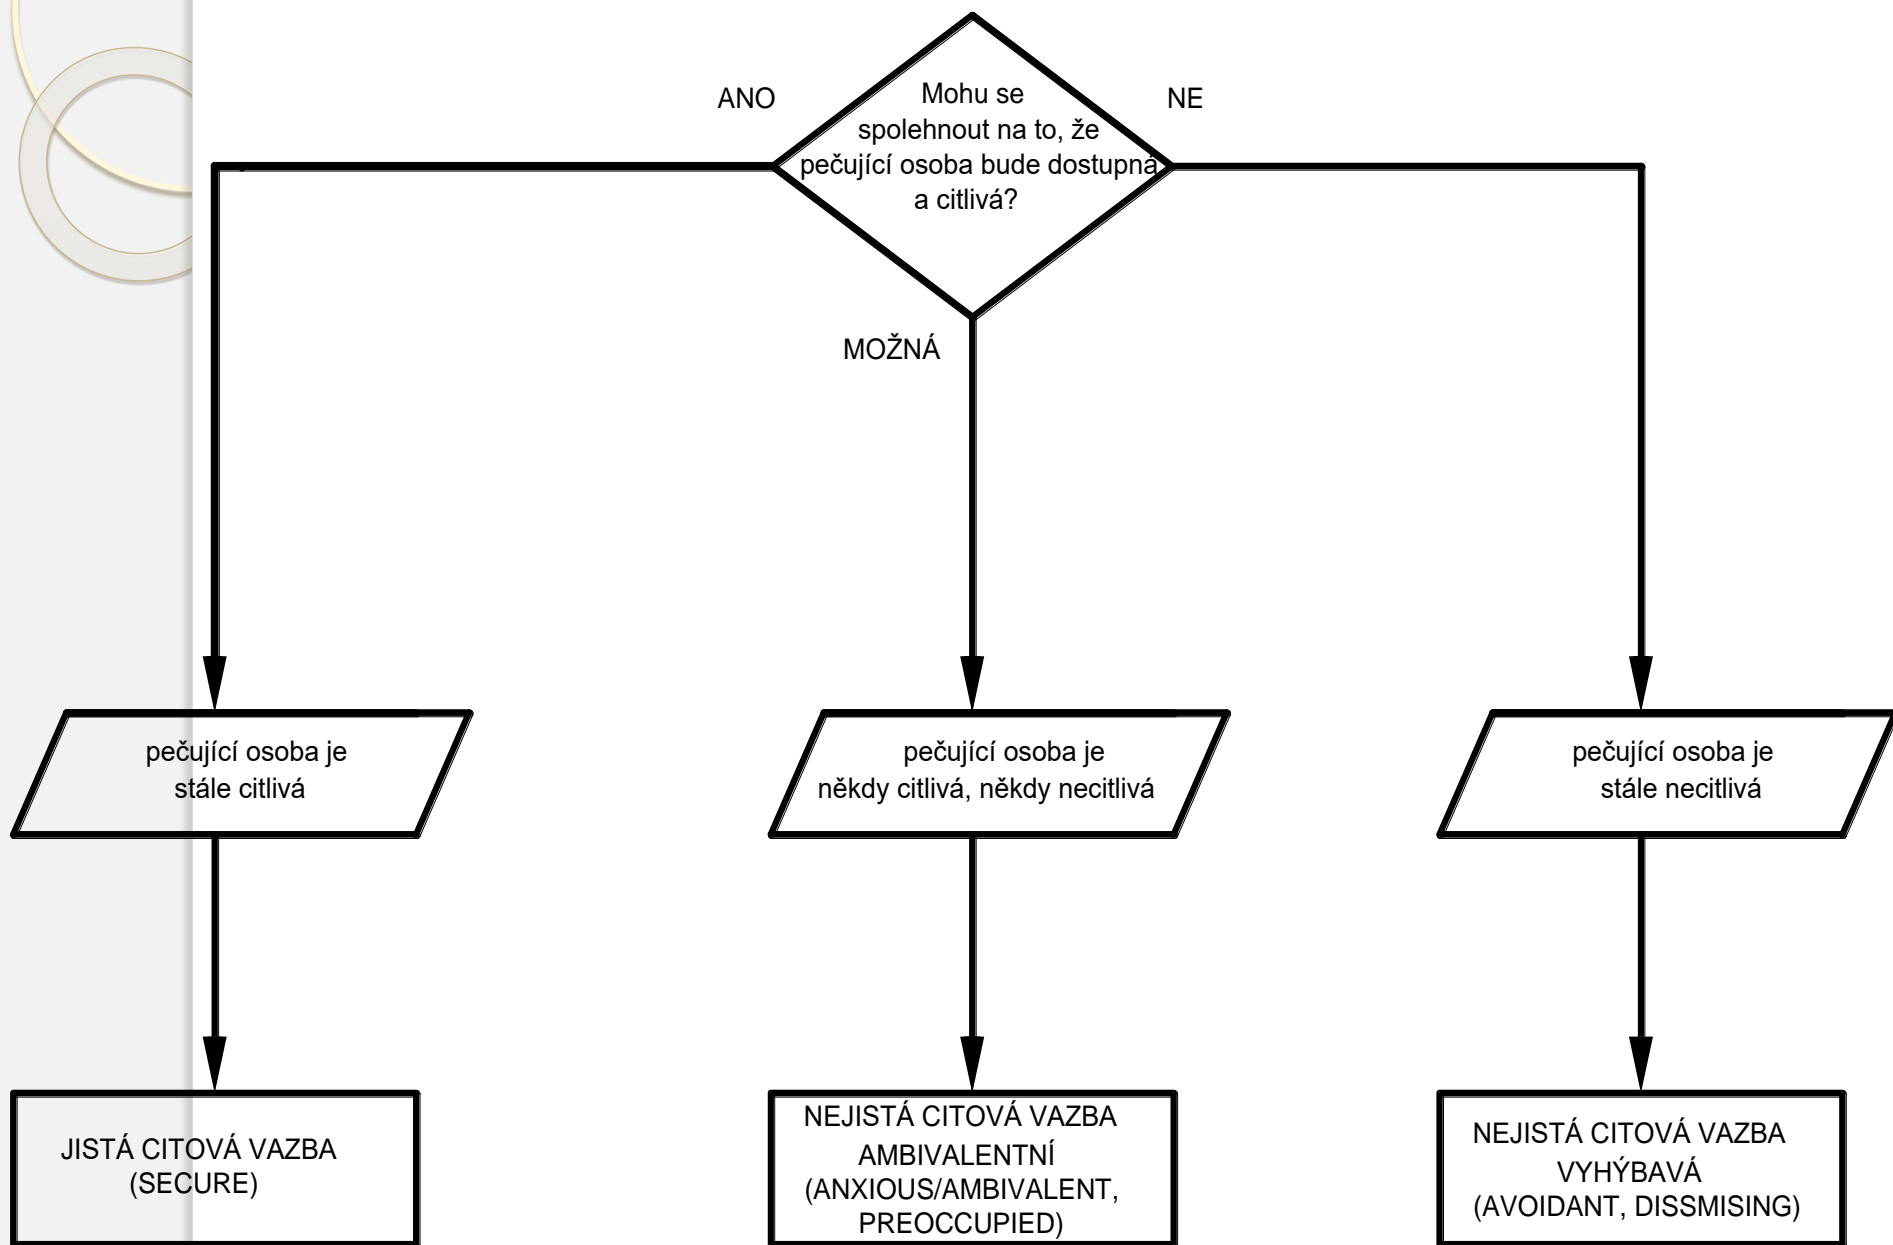 ANO
Mohu se
spolehnout na to, že
pečující osoba bude dostupná
a citlivá?
NE
MOŽNÁ
pečující osoba je
stále citlivá
pečující osoba je
někdy citlivá, někdy necitlivá
pečující osoba je
stále necitlivá
JISTÁ CITOVÁ VAZBA
(SECURE)
NEJISTÁ CITOVÁ VAZBA
AMBIVALENTNÍ
(ANXIOUS/AMBIVALENT,
PREOCCUPIED)
NEJISTÁ CITOVÁ VAZBA
VYHÝBAVÁ
(AVOIDANT, DISSMISING)